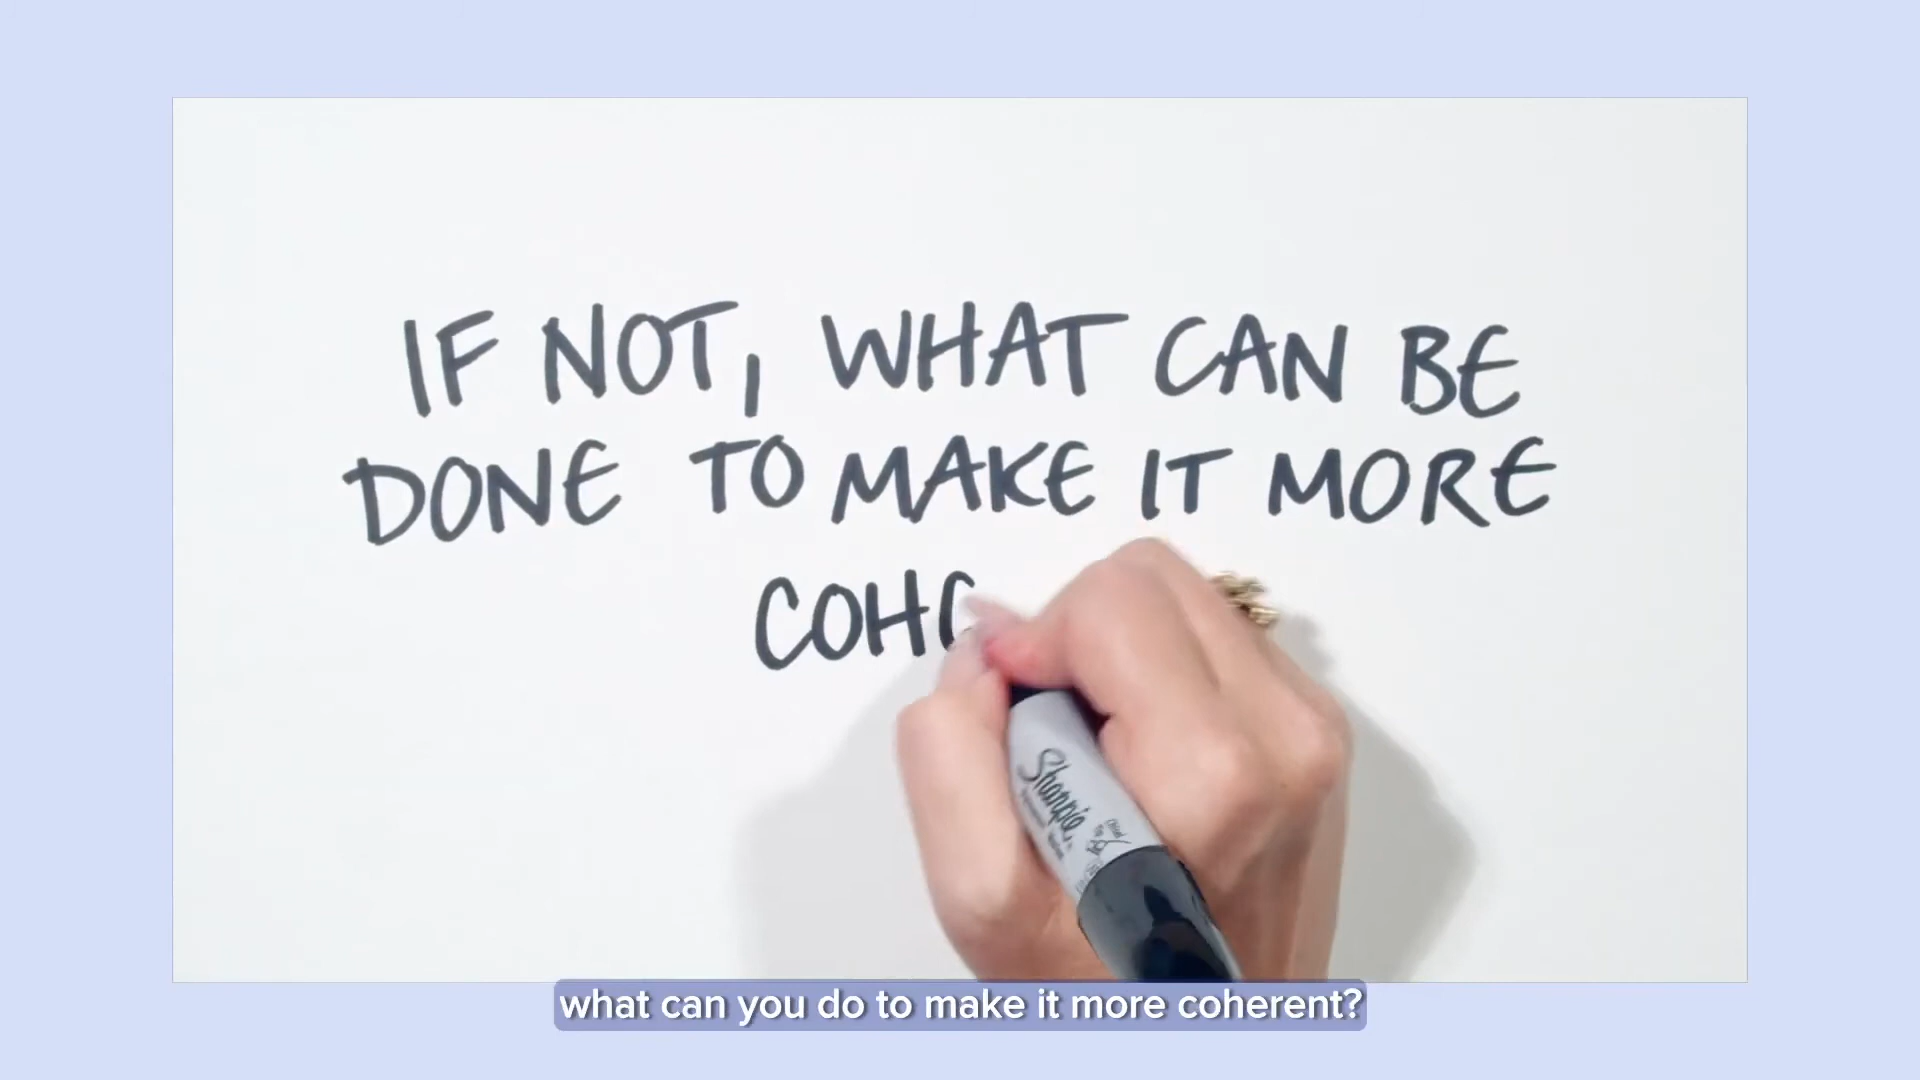 IF NOT, WHAT CAN BE
DONE TO MAKE IT MORE
COHE
Sharpie
what can you do to make it more coherent?